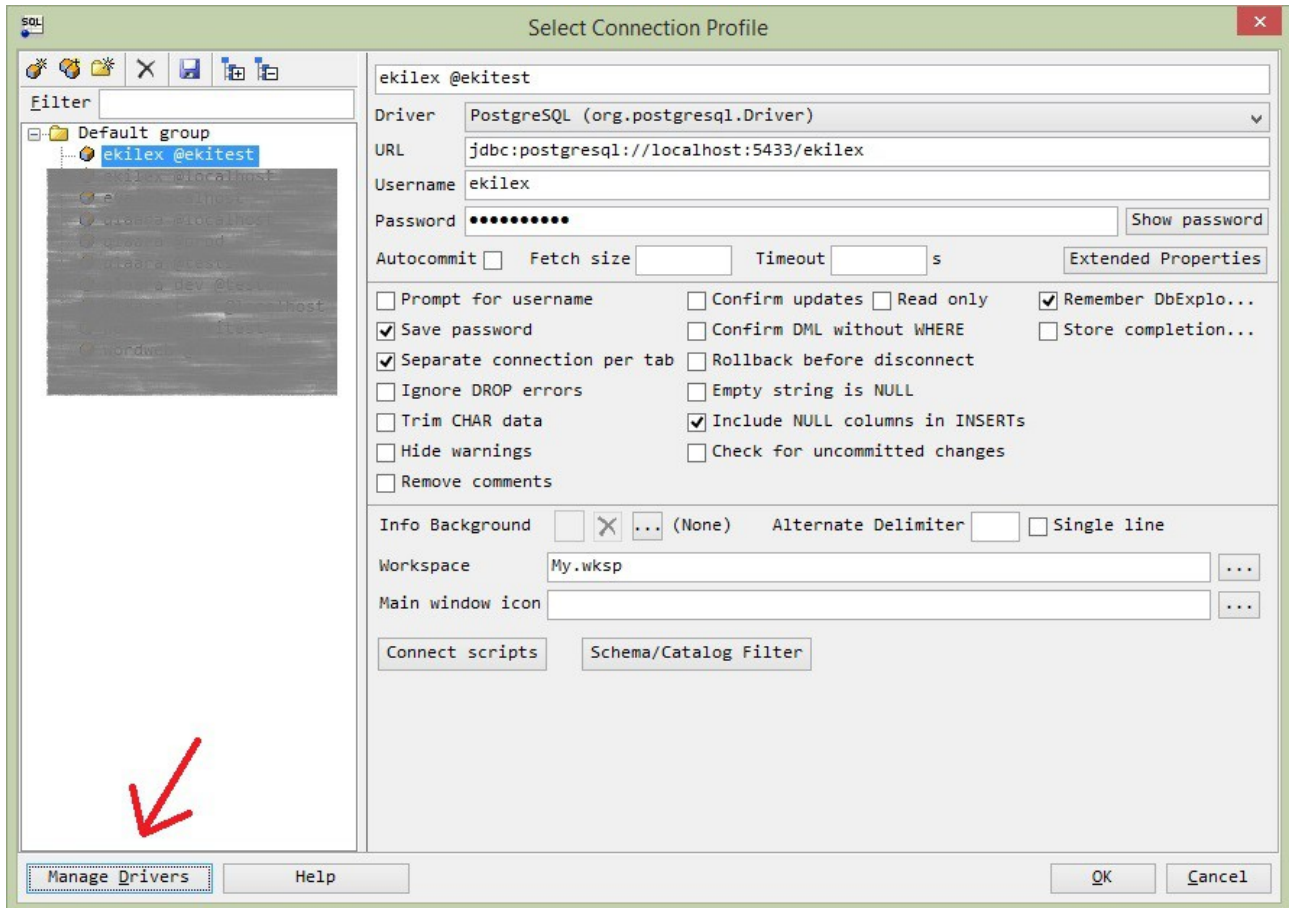 SQL
Select Connection Profile
Filter
Default group
ekilex @ekitest
ekilex @localhost
ekilex @ekitest
Driver PostgreSQL (org.postgresql.Driver)
URL jdbc:postgresql://localhost:5433/ekilex
Username ekilex
Password •••••••••• Show password
Autocommit Fetch size Timeout s Extended Properties
Prompt for username Confirm updates Read only Remember DbExplo...
Save password Confirm DML without WHERE Store completion...
Separate connection per tab Rollback before disconnect
Ignore DROP errors Empty string is NULL
Trim CHAR data Include NULL columns in INSERTs
Hide warnings Check for uncommitted changes
Remove comments
Info Background ... (None) Alternate Delimiter Single line
Workspace My.wksp ...
Main window icon ...
Connect scripts Schema/Catalog Filter
Manage Drivers Help OK Cancel